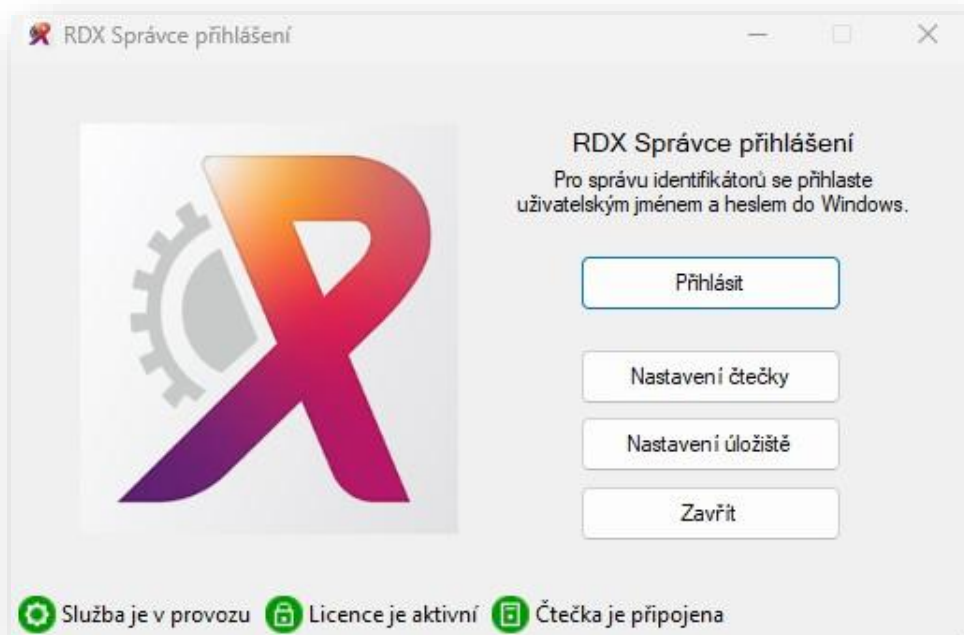 RDX Správce přihlášení
RDX Správce přihlášení
Pro správu identifikátorů se přihlaste
uživatelským jménem a heslem do Windows.
Přihlásit
Nastavení čtečky
Nastavení úložiště
Zavřít
Služba je v provozu Licence je aktivní Čtečka je připojena